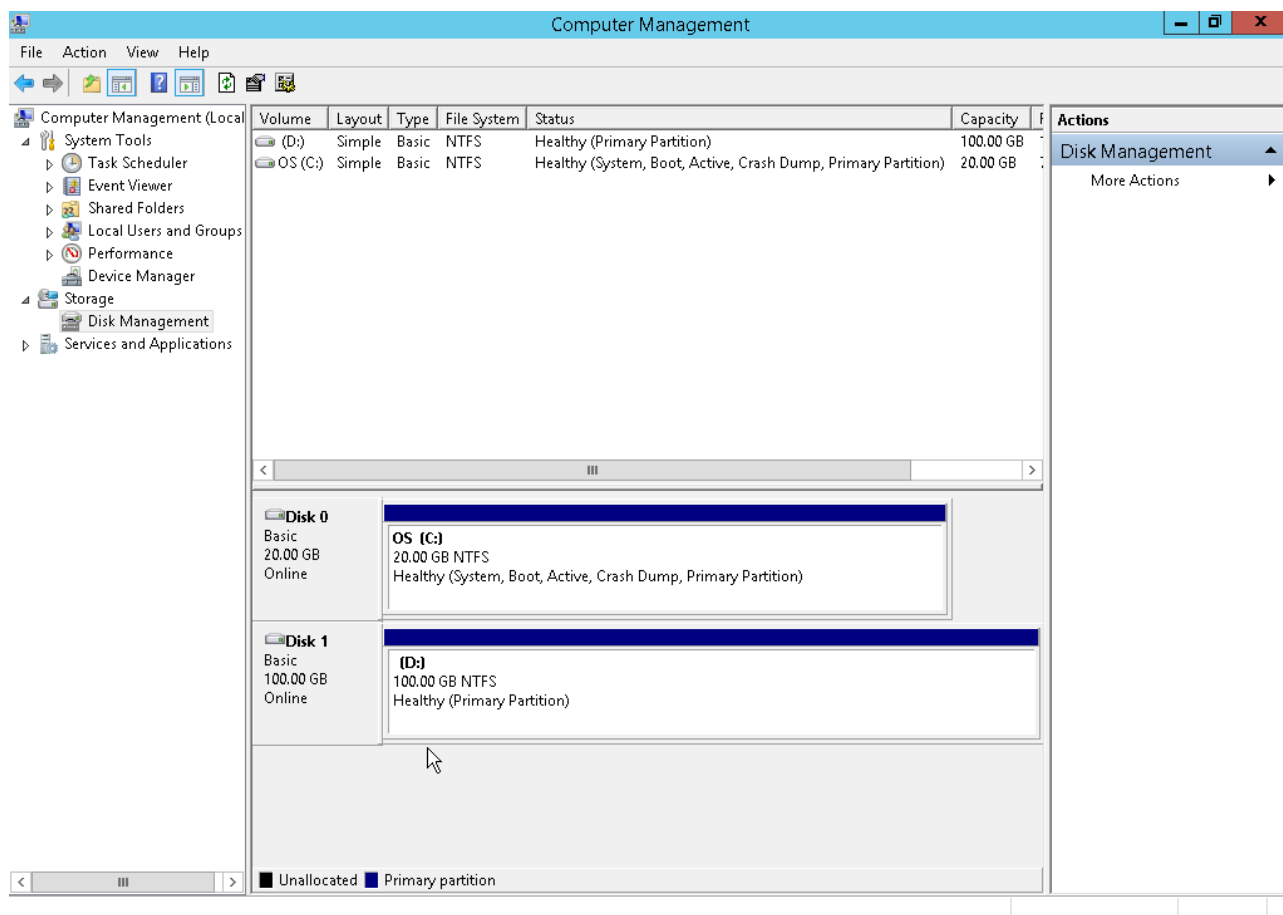 Computer Management
File Action View Help
Computer Management (Local
System Tools
Task Scheduler
Event Viewer
Shared Folders
Local Users and Groups
Performance
Device Manager
Storage
Disk Management
Services and Applications
Volume Layout Type File System Status Capacity
(D:) Simple Basic NTFS Healthy (Primary Partition) 100.00 GB
OS (C:) Simple Basic NTFS Healthy (System, Boot, Active, Crash Dump, Primary Partition) 20.00 GB
Disk 0
Basic
20.00 GB
Online
OS (C:)
20.00 GB NTFS
Healthy (System, Boot, Active, Crash Dump, Primary Partition)
Disk 1
Basic
100.00 GB
Online
(D:)
100.00 GB NTFS
Healthy (Primary Partition)
Unallocated Primary partition
Actions
Disk Management
More Actions